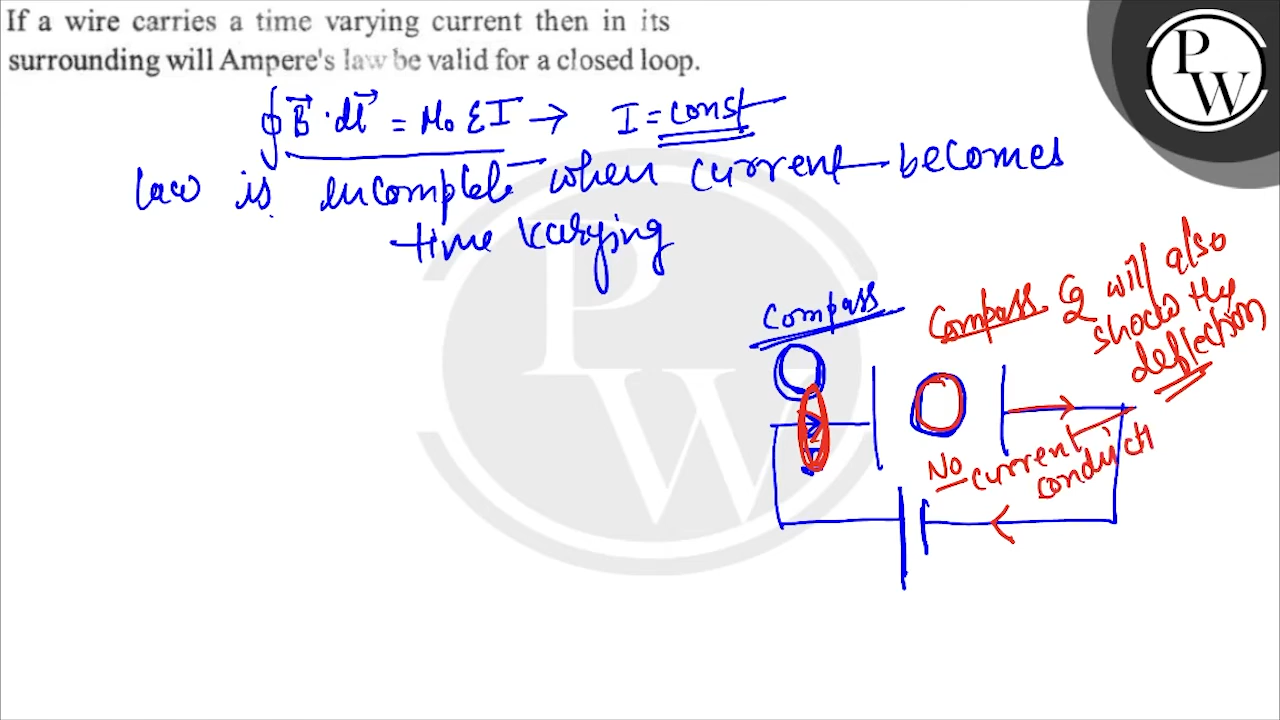 If a wire carries a time varying current then in its
surrounding will Ampere's law be valid for a closed loop.
∮B⃗·dl⃗ = μ₀ΣI → I = const
law is incomplete when current becomes
time varying
Compass
Compass C₂ will also
shows the
deflection
I
No current
conduct
P
W
P
W